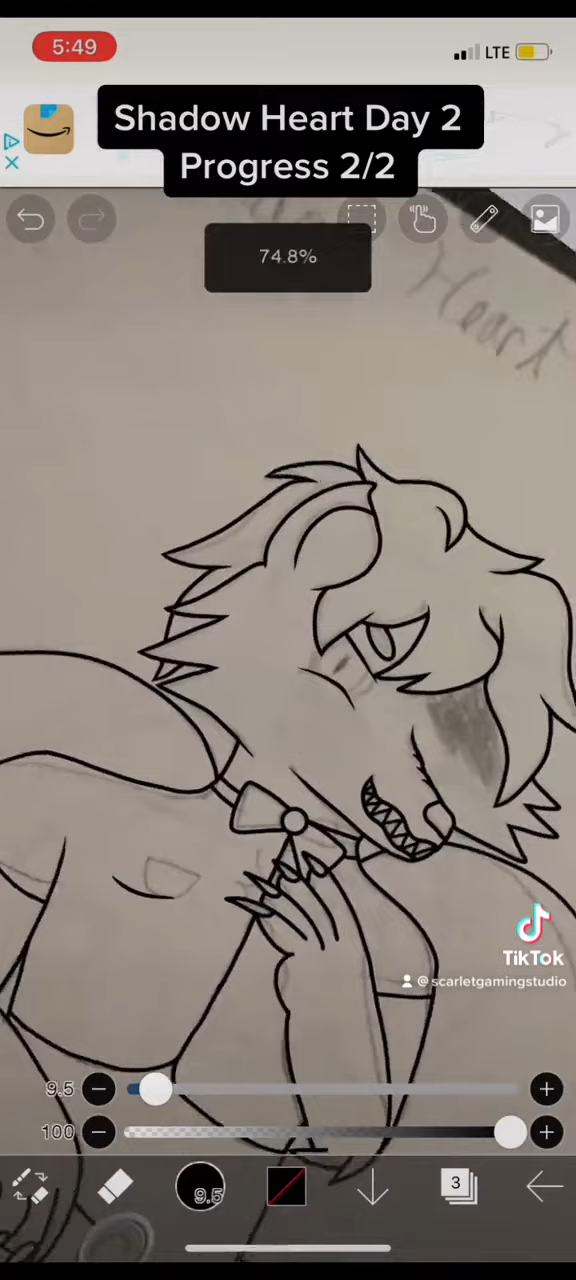 5:49
LTE
Shadow Heart Day 2
Progress 2/2
74.8%
Heart
TikTok
@scarletgamingstudio
9.5
100
9.5
3